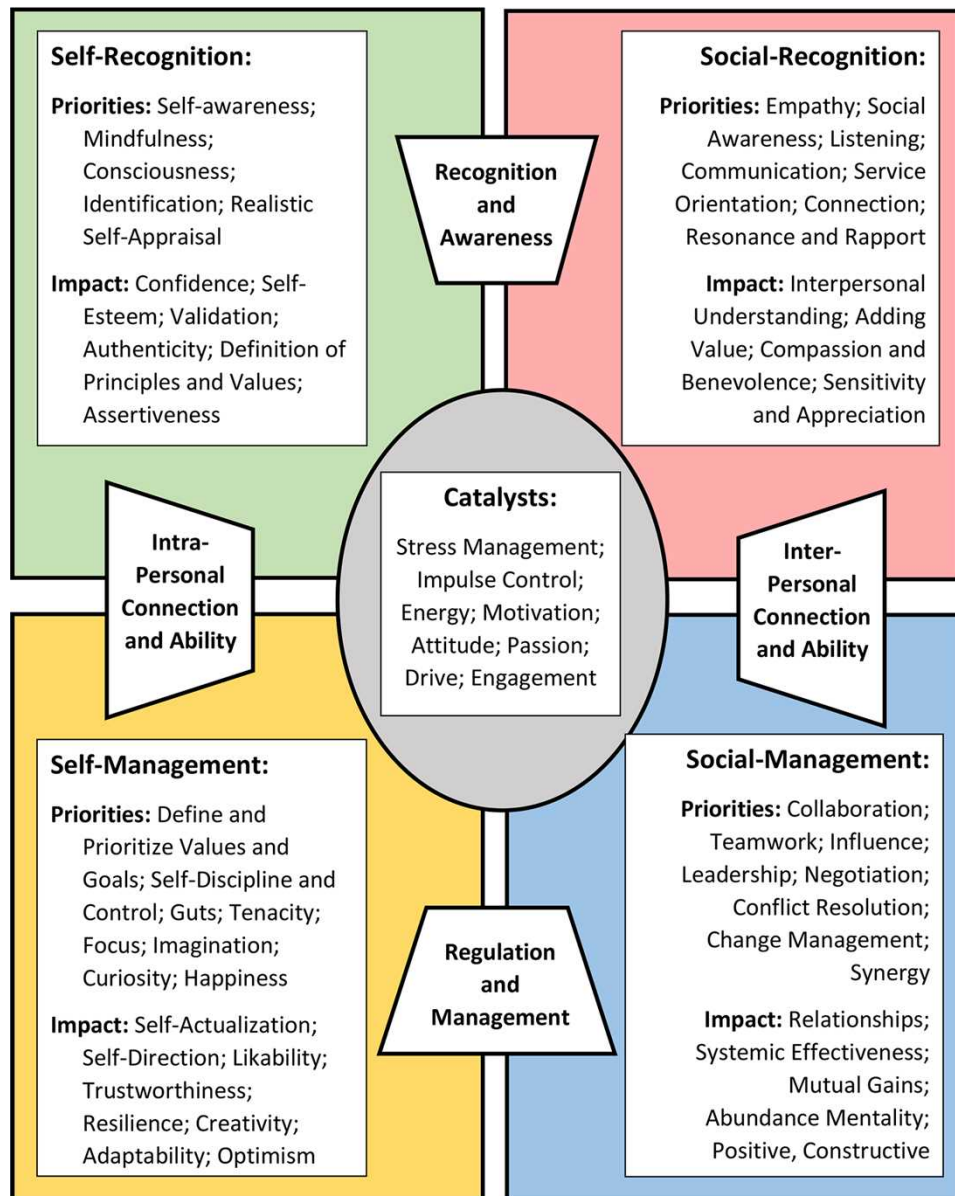 Self-Recognition:
Priorities: Self-awareness;
Mindfulness;
Consciousness;
Identification; Realistic
Self-Appraisal
Impact: Confidence; Self-
Esteem; Validation;
Authenticity; Definition of
Principles and Values;
Assertiveness
Recognition
and
Awareness
Social-Recognition:
Priorities: Empathy; Social
Awareness; Listening;
Communication; Service
Orientation; Connection;
Resonance and Rapport
Impact: Interpersonal
Understanding; Adding
Value; Compassion and
Benevolence; Sensitivity
and Appreciation
Intra-
Personal
Connection
and Ability
Catalysts:
Stress Management;
Impulse Control;
Energy; Motivation;
Attitude; Passion;
Drive; Engagement
Inter-
Personal
Connection
and Ability
Self-Management:
Priorities: Define and
Prioritize Values and
Goals; Self-Discipline and
Control; Guts; Tenacity;
Focus; Imagination;
Curiosity; Happiness
Impact: Self-Actualization;
Self-Direction; Likability;
Trustworthiness;
Resilience; Creativity;
Adaptability; Optimism
Regulation
and
Management
Social-Management:
Priorities: Collaboration;
Teamwork; Influence;
Leadership; Negotiation;
Conflict Resolution;
Change Management;
Synergy
Impact: Relationships;
Systemic Effectiveness;
Mutual Gains;
Abundance Mentality;
Positive, Constructive